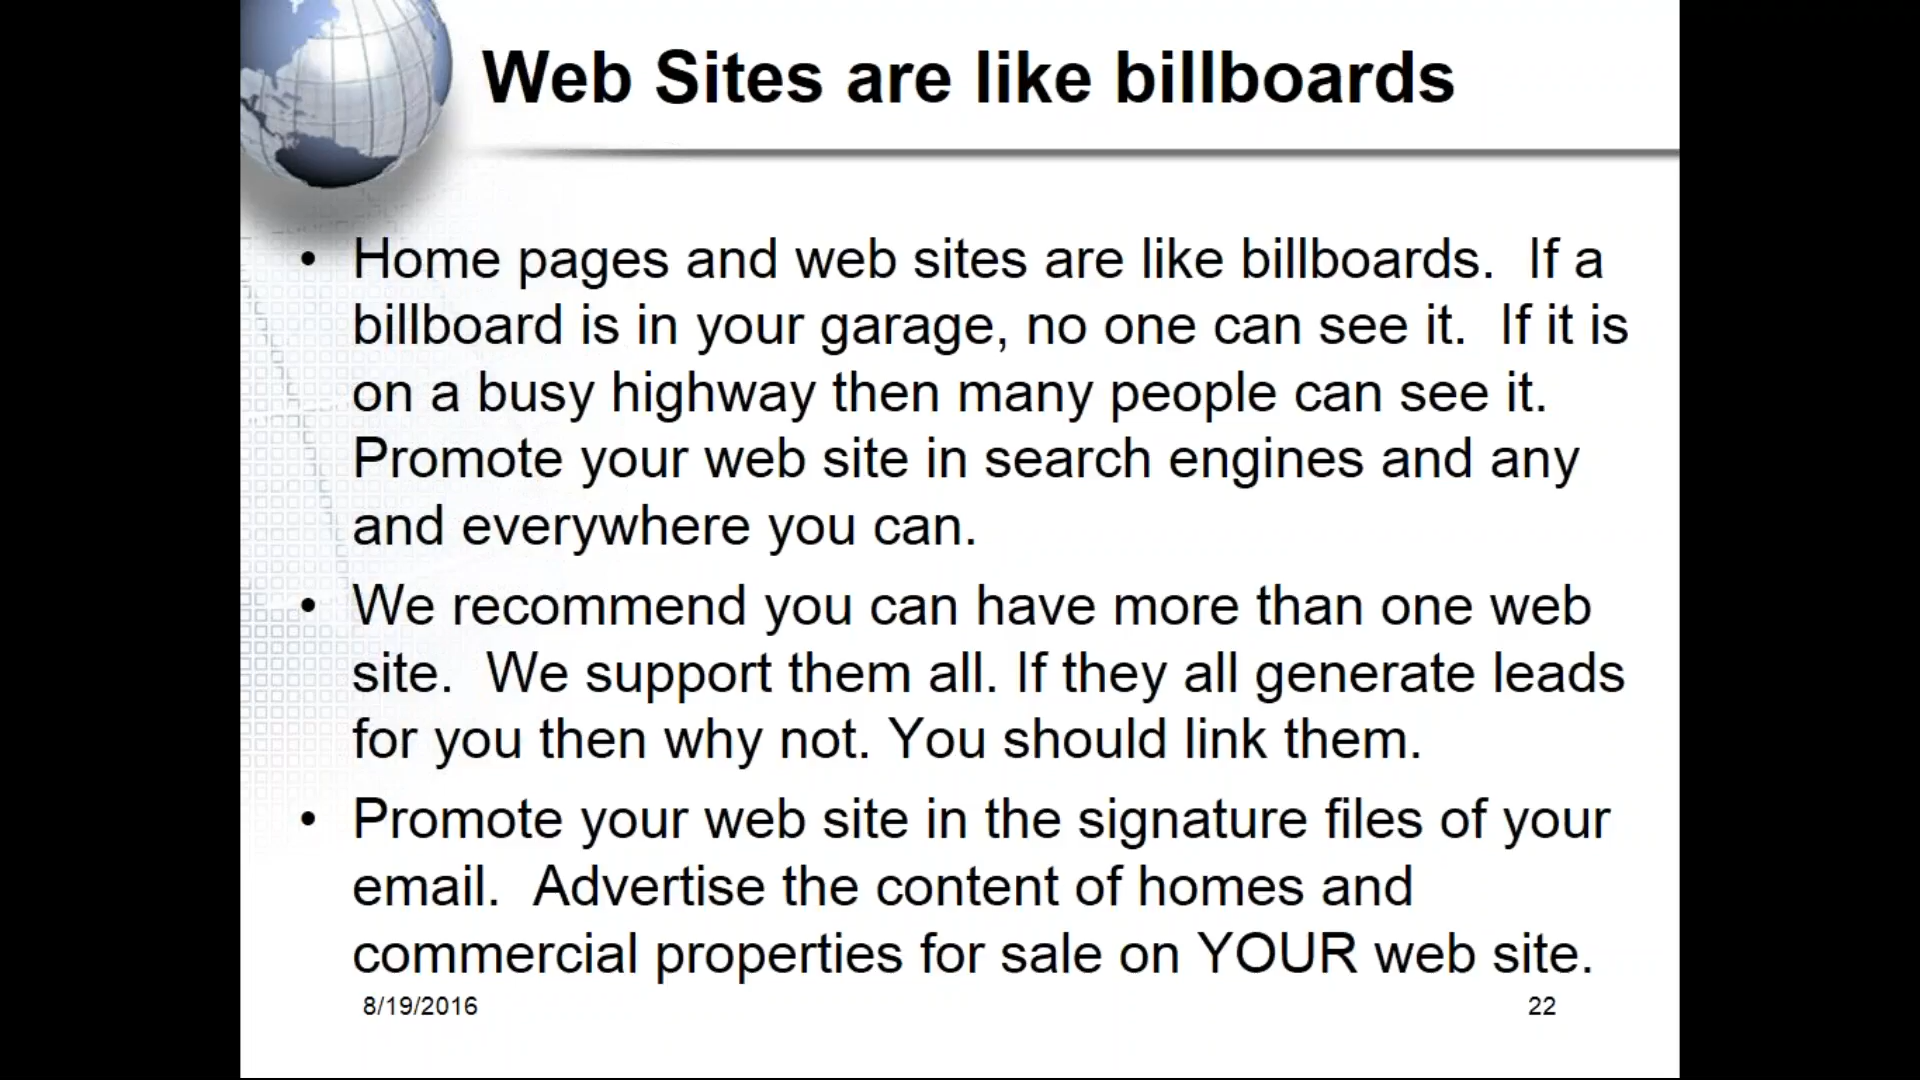 Web Sites are like billboards
• Home pages and web sites are like billboards.  If a
billboard is in your garage, no one can see it.  If it is
on a busy highway then many people can see it.
Promote your web site in search engines and any
and everywhere you can.
• We recommend you can have more than one web
site.  We support them all. If they all generate leads
for you then why not. You should link them.
• Promote your web site in the signature files of your
email.  Advertise the content of homes and
commercial properties for sale on YOUR web site.
8/19/2016
22